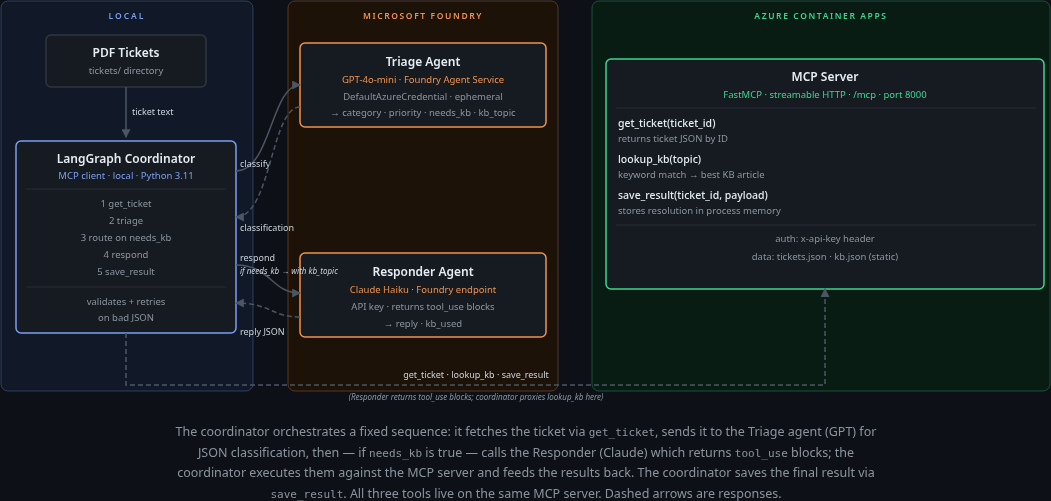 LOCAL
PDF Tickets
tickets/ directory
ticket text
LangGraph Coordinator
MCP client · local · Python 3.11
1 get_ticket
2 triage
3 route on needs_kb
4 respond
5 save_result
validates + retries
on bad JSON
classify
classification
respond
if needs_kb → with kb_topic
reply JSON
MICROSOFT FOUNDRY
Triage Agent
GPT-4o-mini · Foundry Agent Service
DefaultAzureCredential · ephemeral
→ category · priority · needs_kb · kb_topic
Responder Agent
Claude Haiku · Foundry endpoint
API key · returns tool_use blocks
→ reply · kb_used
get_ticket · lookup_kb · save_result
(Responder returns tool_use blocks; coordinator proxies lookup_kb here)
AZURE CONTAINER APPS
MCP Server
FastMCP · streamable HTTP · /mcp · port 8000
get_ticket(ticket_id)
returns ticket JSON by ID
lookup_kb(topic)
keyword match → best KB article
save_result(ticket_id, payload)
stores resolution in process memory
auth: x-api-key header
data: tickets.json · kb.json (static)
The coordinator orchestrates a fixed sequence: it fetches the ticket via get_ticket, sends it to the Triage agent (GPT) for
JSON classification, then — if needs_kb is true — calls the Responder (Claude) which returns tool_use blocks; the
coordinator executes them against the MCP server and feeds the results back. The coordinator saves the final result via
save_result. All three tools live on the same MCP server. Dashed arrows are responses.